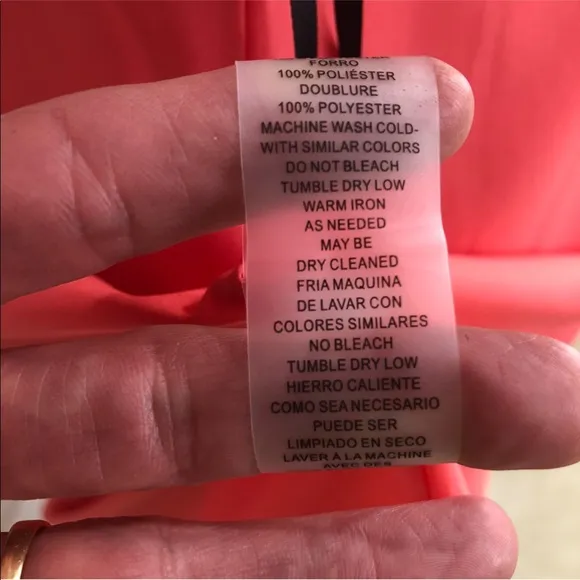 FORRO
100% POLIÉSTER
DOUBLURE
100% POLYESTER
MACHINE WASH COLD-
WITH SIMILAR COLORS
DO NOT BLEACH
TUMBLE DRY LOW
WARM IRON
AS NEEDED
MAY BE
DRY CLEANED
FRIA MAQUINA
DE LAVAR CON
COLORES SIMILARES
NO BLEACH
TUMBLE DRY LOW
HIERRO CALIENTE
COMO SEA NECESARIO
PUEDE SER
LIMPIADO EN SECO
LAVER À LA MACHINE
AVEC DES